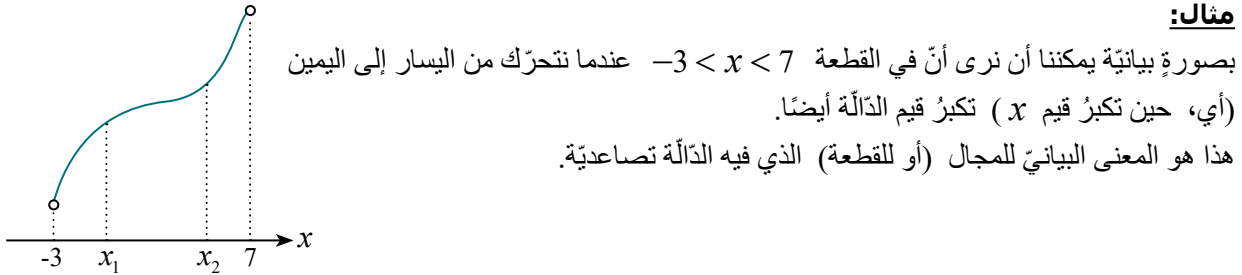 مثال:
بصورةٍ بيانيّة يمكننا أن نرى أنّ في القطعة −3 < x < 7 عندما نتحرّك من اليسار إلى اليمين
(أي، حين تكبرُ قيم x ) تكبرُ قيم الدّالّة أيضًا.
هذا هو المعنى البيانيّ للمجال (أو للقطعة) الذي فيه الدّالّة تصاعديّة.
x
-3 x₁ x₂ 7